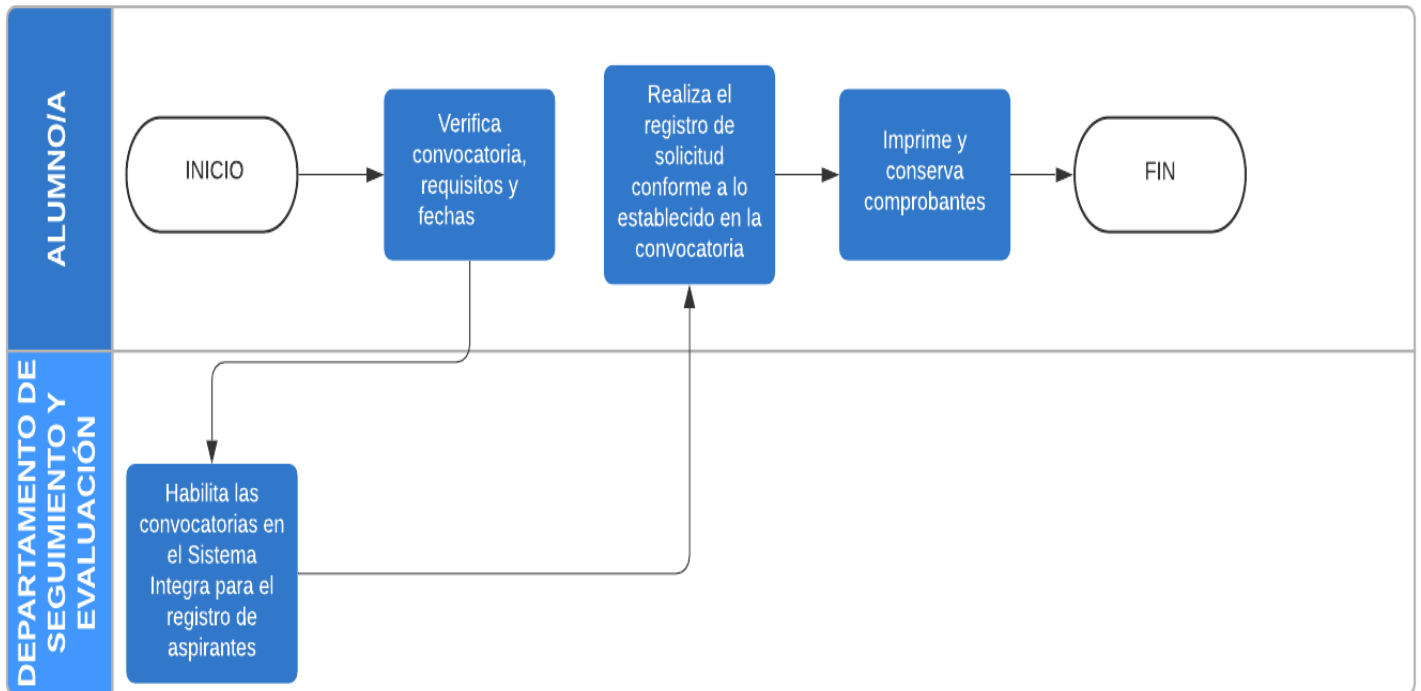 ALUMNO/A
INICIO
Verifica
convocatoria,
requisitos y
fechas
Realiza el
registro de
solicitud
conforme a lo
establecido en la
convocatoria
Imprime y
conserva
comprobantes
FIN
DEPARTAMENTO DE
SEGUIMIENTO Y
EVALUACIÓN
Habilita las
convocatorias en
el Sistema
Integra para el
registro de
aspirantes